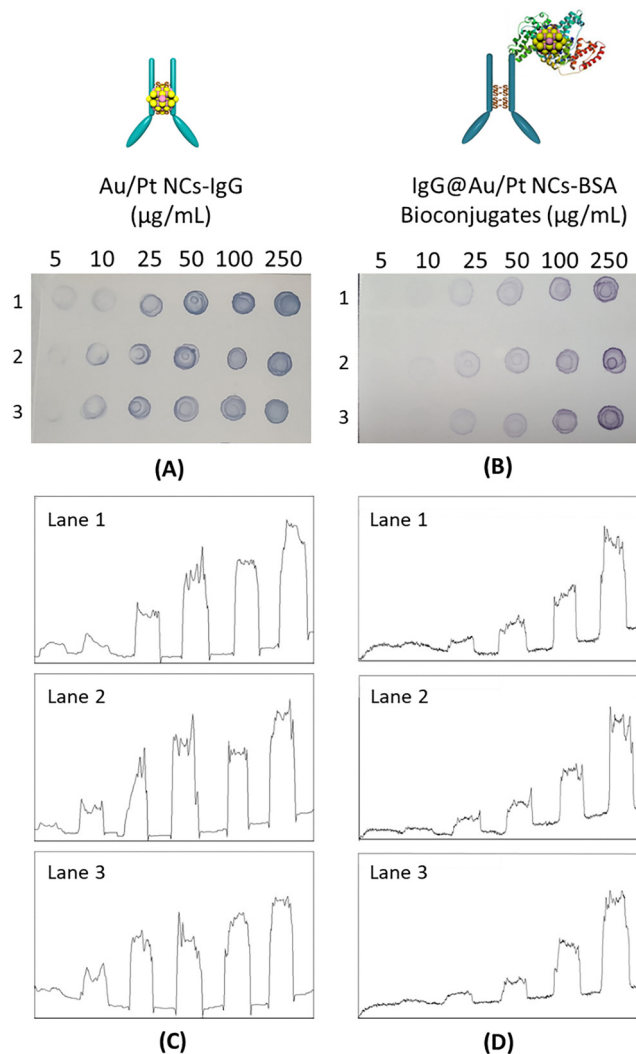 Au/Pt NCs-IgG
(µg/mL)
5 10 25 50 100 250
1
2
3
(A)
IgG@Au/Pt NCs-BSA
Bioconjugates (µg/mL)
5 10 25 50 100 250
1
2
3
(B)
Lane 1
Lane 2
Lane 3
(C)
Lane 1
Lane 2
Lane 3
(D)